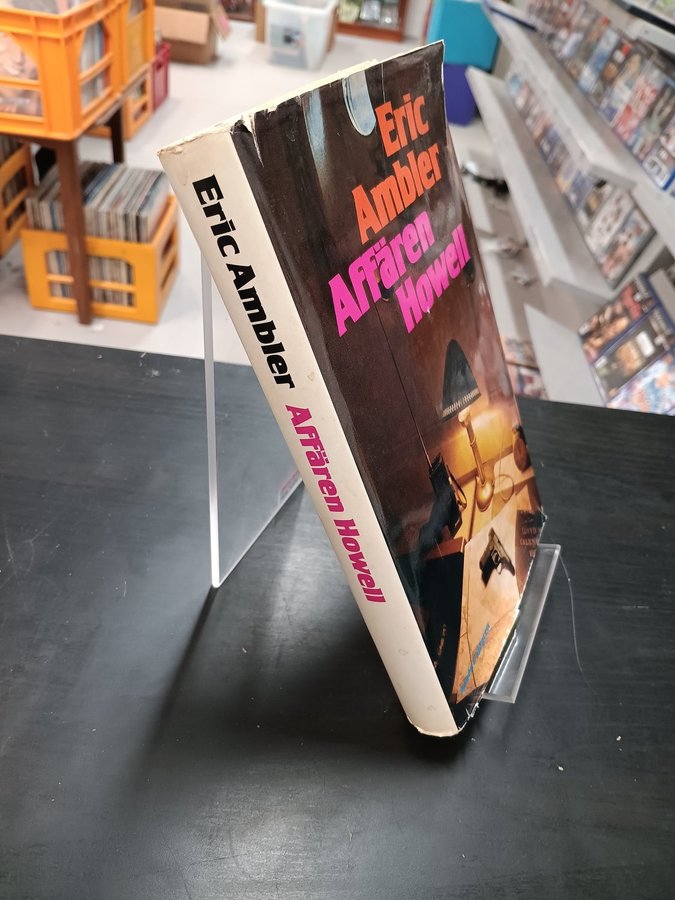 Eric Ambler Affären Howell
Eric
Ambler
Affären
Howell